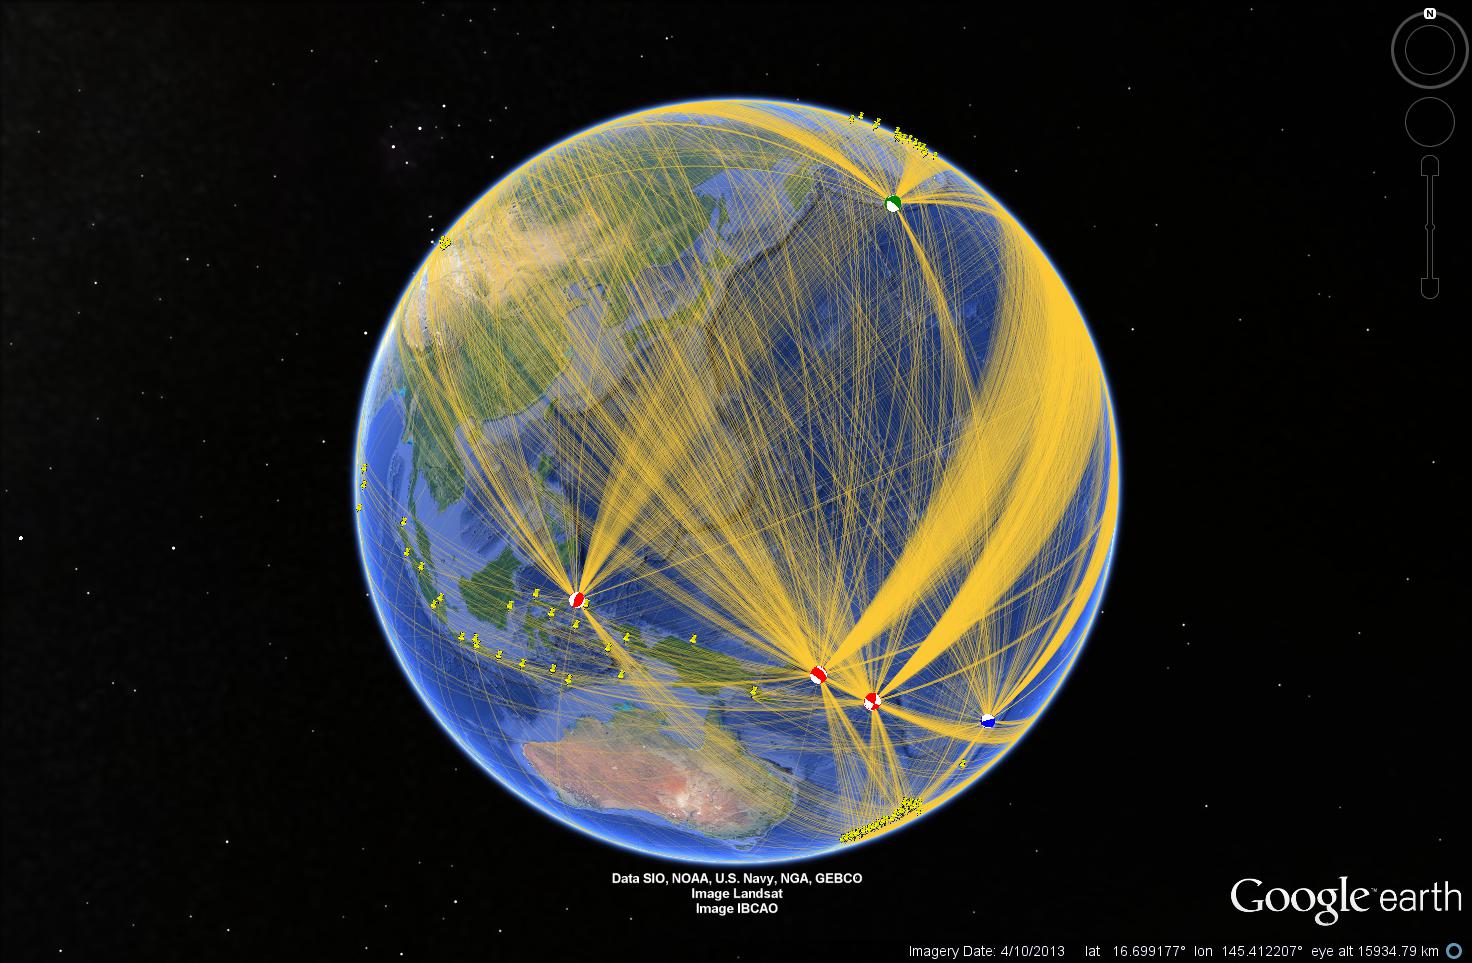 N
Data SIO, NOAA, U.S. Navy, NGA, GEBCO
Image Landsat
Image IBCAO
Google™ earth
Imagery Date: 4/10/2013 lat 16.699177° lon 145.412207° eye alt 15934.79 km